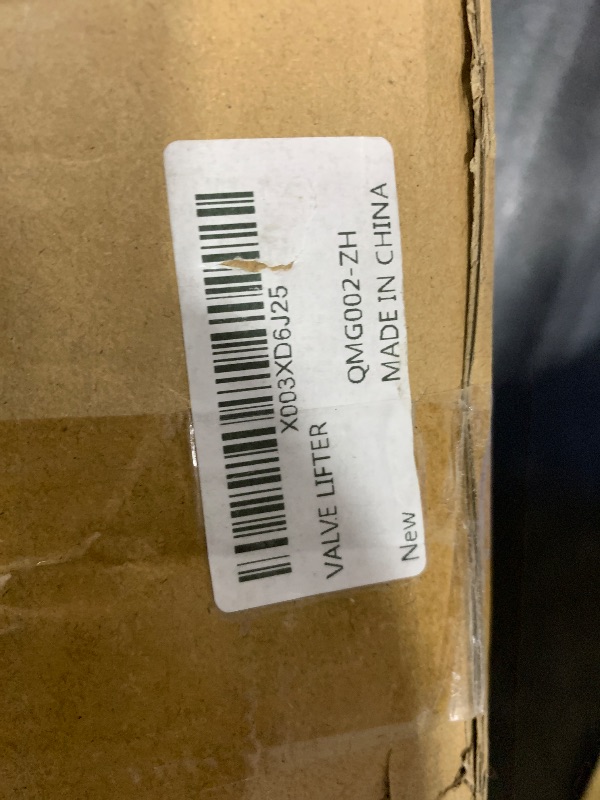 X003XD6J25
VALVE LIFTER
QMG002-ZH
New
MADE IN CHINA